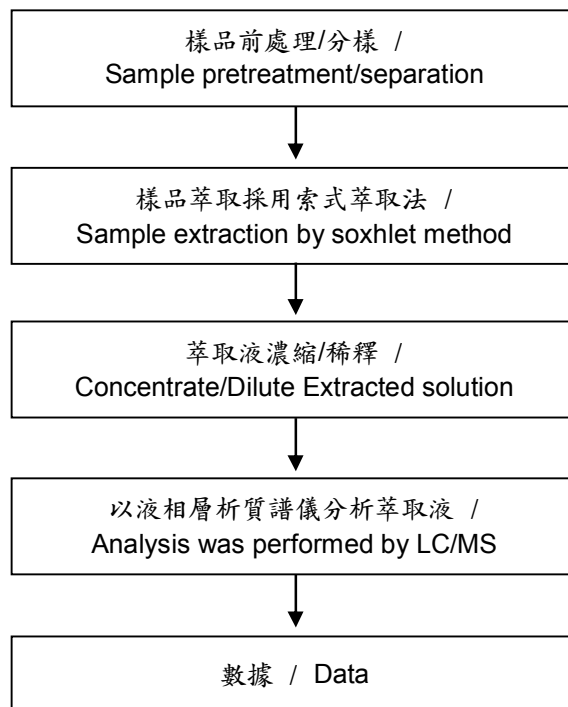 樣品前處理/分樣 /
Sample pretreatment/separation
樣品萃取採用索式萃取法 /
Sample extraction by soxhlet method
萃取液濃縮/稀釋 /
Concentrate/Dilute Extracted solution
以液相層析質譜儀分析萃取液 /
Analysis was performed by LC/MS
數據 / Data